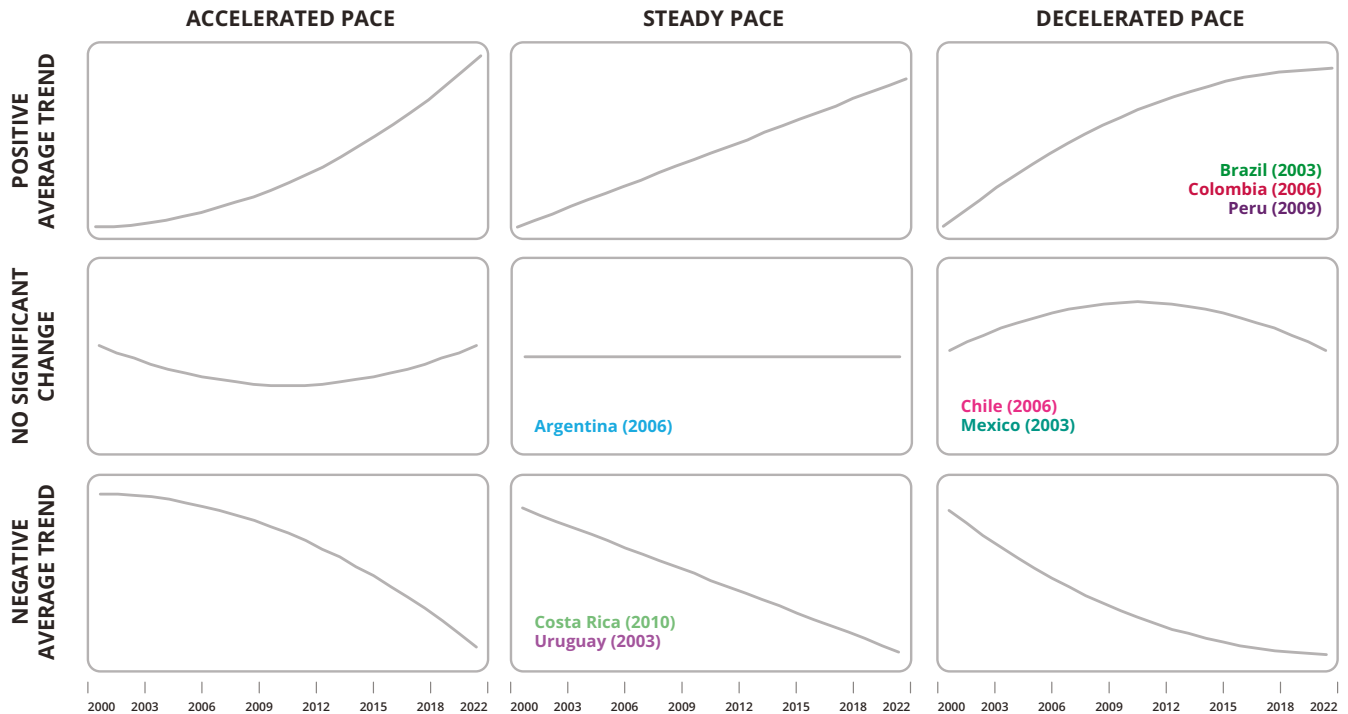 ACCELERATED PACE
STEADY PACE
DECELERATED PACE
POSITIVE
AVERAGE TREND
Brazil (2003)
Colombia (2006)
Peru (2009)
NO SIGNIFICANT
CHANGE
Argentina (2006)
Chile (2006)
Mexico (2003)
NEGATIVE
AVERAGE TREND
Costa Rica (2010)
Uruguay (2003)
2000 2003 2006 2009 2012 2015 2018 2022
2000 2003 2006 2009 2012 2015 2018 2022
2000 2003 2006 2009 2012 2015 2018 2022